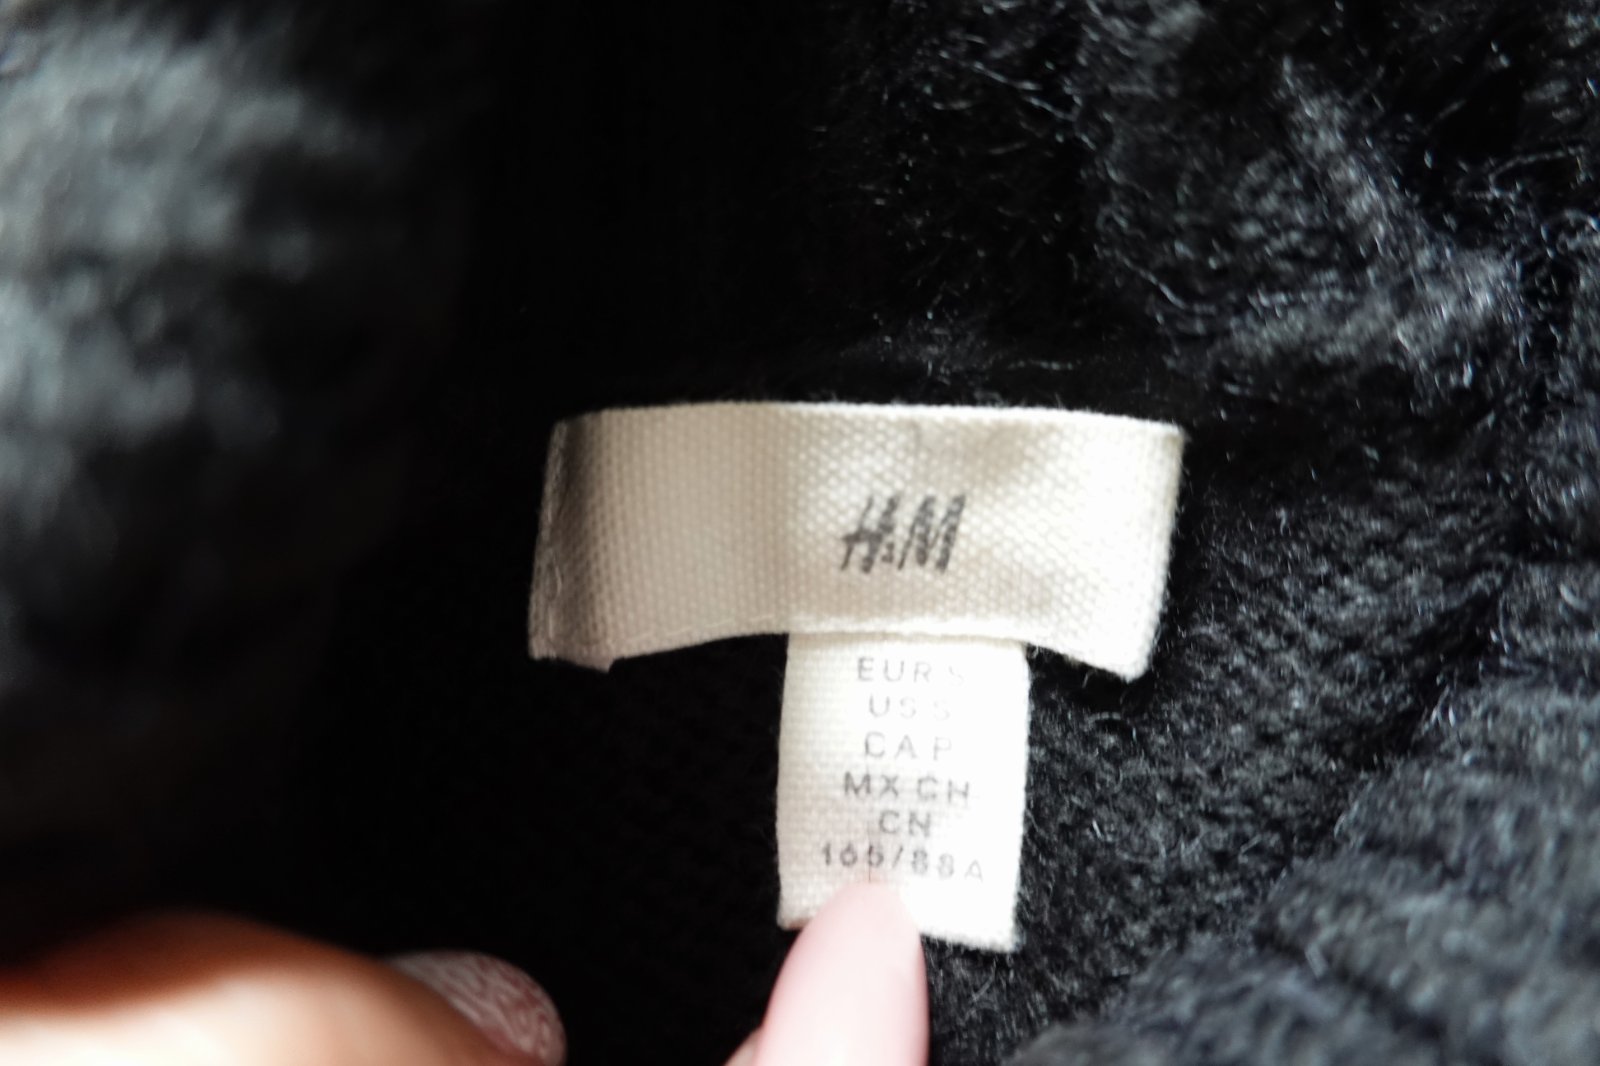 H&M
EUR S
US S
CA P
MX CH
CN
165/88A